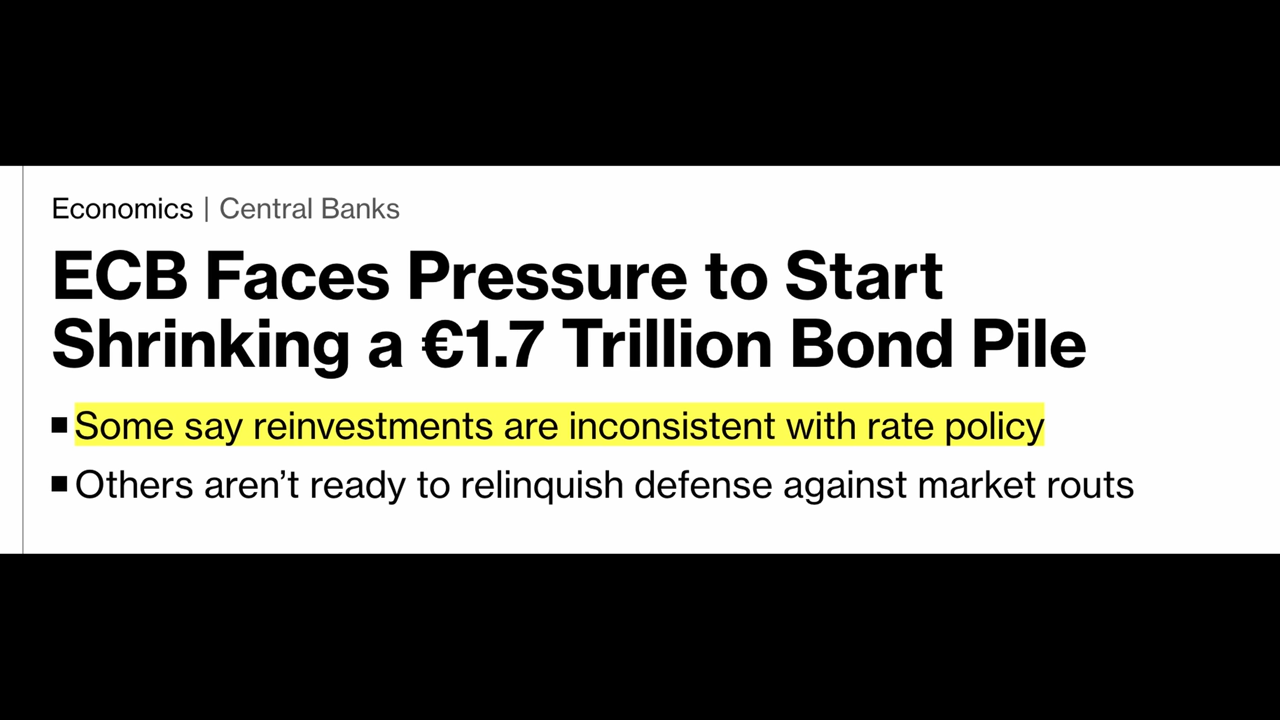 Economics | Central Banks
ECB Faces Pressure to Start
Shrinking a €1.7 Trillion Bond Pile
■ Some say reinvestments are inconsistent with rate policy
■ Others aren’t ready to relinquish defense against market routs